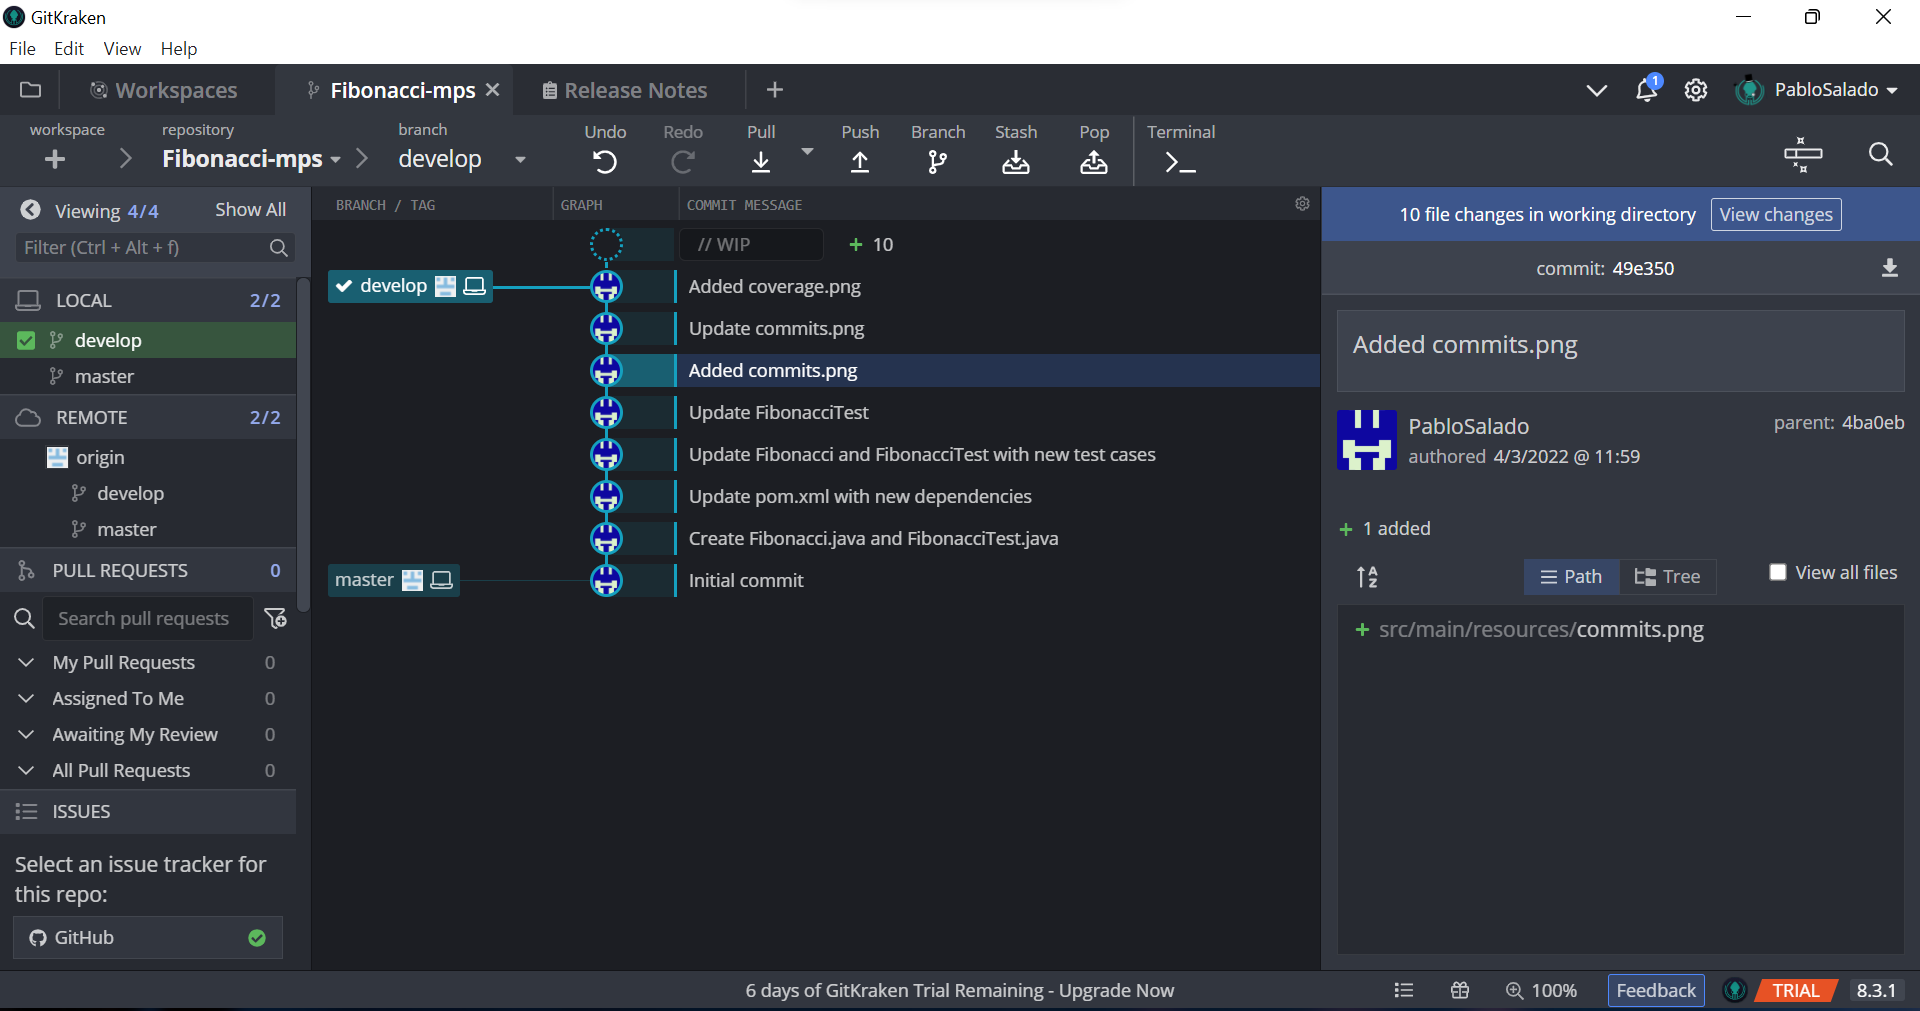 GitKraken
File Edit View Help
Workspaces Fibonacci-mps Release Notes 1 PabloSalado
workspace repository branch
Fibonacci-mps develop
Undo Redo Pull Push Branch Stash Pop Terminal
Viewing 4/4 Show All
Filter (Ctrl + Alt + f)
LOCAL 2/2
develop
master
REMOTE 2/2
origin
develop
master
PULL REQUESTS 0
Search pull requests
My Pull Requests 0
Assigned To Me 0
Awaiting My Review 0
All Pull Requests 0
ISSUES
Select an issue tracker for
this repo:
GitHub
BRANCH / TAG GRAPH COMMIT MESSAGE
// WIP + 10
develop Added coverage.png
Update commits.png
Added commits.png
Update FibonacciTest
Update Fibonacci and FibonacciTest with new test cases
Update pom.xml with new dependencies
Create Fibonacci.java and FibonacciTest.java
master Initial commit
10 file changes in working directory View changes
commit: 49e350
Added commits.png
PabloSalado parent: 4ba0eb
authored 4/3/2022 @ 11:59
+ 1 added
Path Tree View all files
+ src/main/resources/commits.png
6 days of GitKraken Trial Remaining - Upgrade Now 100% Feedback TRIAL 8.3.1